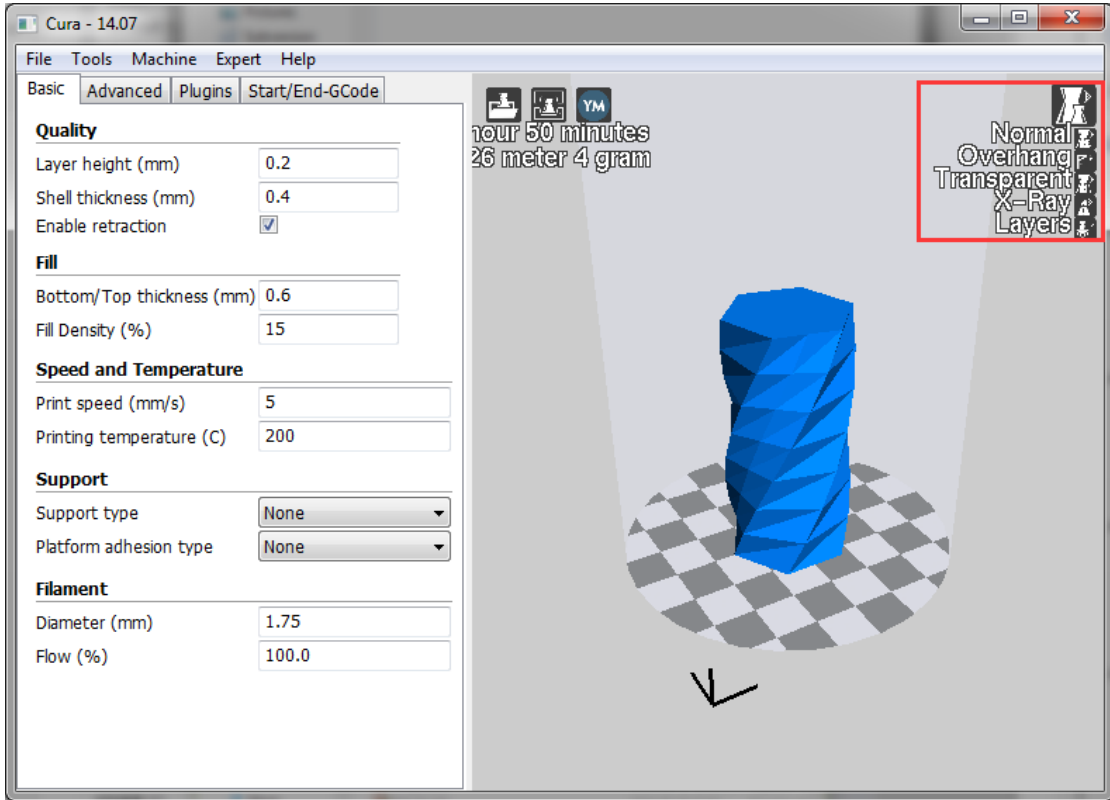 Cura - 14.07
File Tools Machine Expert Help
Basic Advanced Plugins Start/End-GCode
Quality
Layer height (mm) 0.2
Shell thickness (mm) 0.4
Enable retraction
Fill
Bottom/Top thickness (mm) 0.6
Fill Density (%) 15
Speed and Temperature
Print speed (mm/s) 5
Printing temperature (C) 200
Support
Support type None
Platform adhesion type None
Filament
Diameter (mm) 1.75
Flow (%) 100.0
YM
hour 50 minutes
26 meter 4 gram
Normal
Overhang
Transparent
X-Ray
Layers